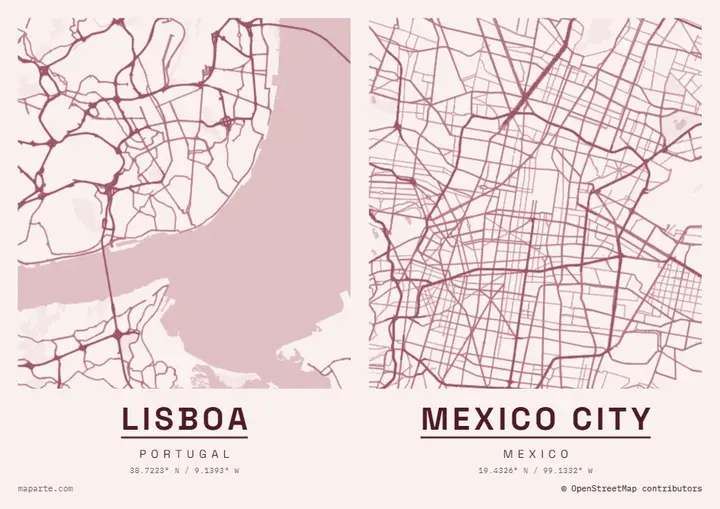 LISBOA
PORTUGAL
38.7223° N / 9.1393° W
MEXICO CITY
MEXICO
19.4326° N / 99.1332° W
maparte.com
© OpenStreetMap contributors